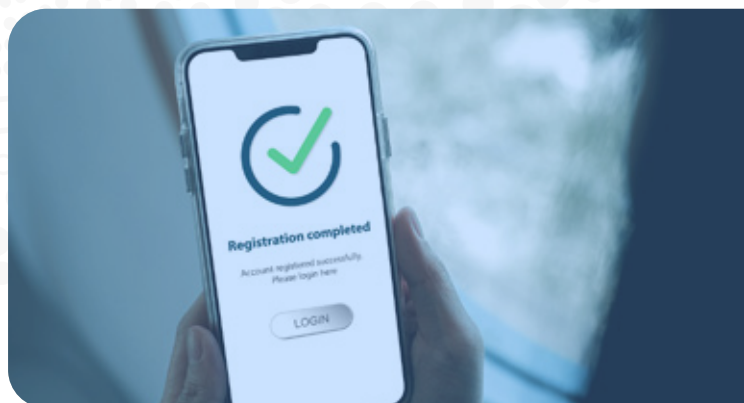 Registration completed
Account registered successfully.
Please login here
LOGIN